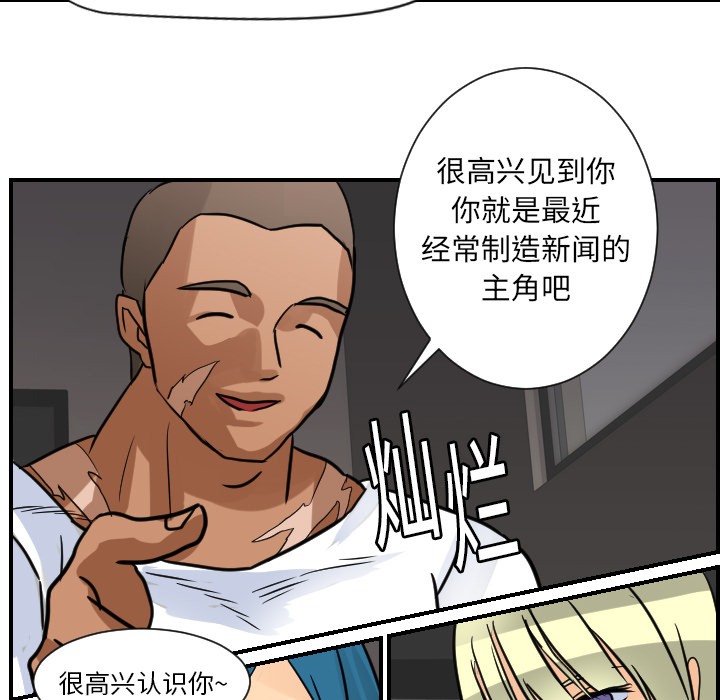 很高兴见到你
你就是最近
经常制造新闻的
主角吧
灿烂
很高兴认识你~